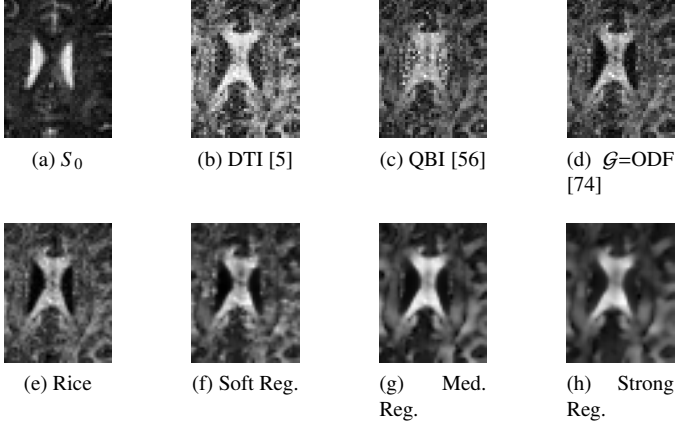 (a) S0
(b) DTI [5]
(c) QBI [56]
(d) 𝒢=ODF
[74]
(e) Rice
(f) Soft Reg.
(g) Med.
Reg.
(h) Strong
Reg.